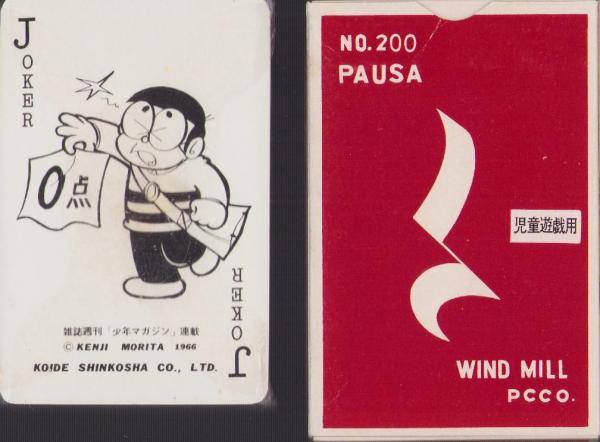 JOKER
0点
JOKER
雑誌週刊「少年マガジン」連載
© KENJI MORITA 1966
KOIDE SHINKOSHA CO., LTD.
NO.200
PAUSA
児童遊戯用
WIND MILL
PCCO.